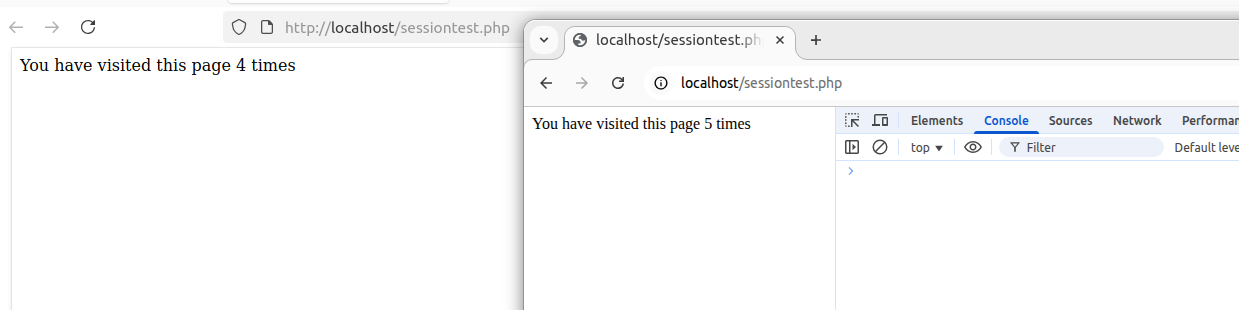 http://localhost/sessiontest.php
You have visited this page 4 times
localhost/sessiontest.ph
localhost/sessiontest.php
You have visited this page 5 times
Elements Console Sources Network Performan
top ▼ Filter Default leve